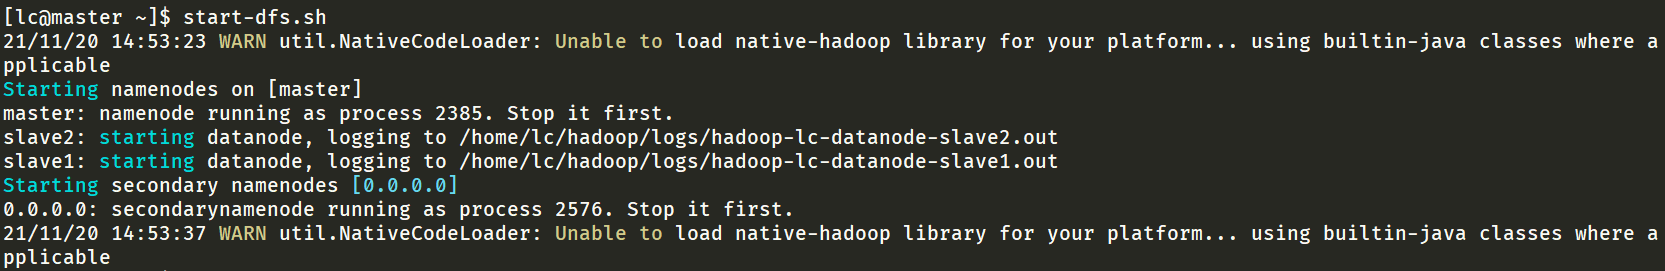 [lc@master ~]$ start-dfs.sh
21/11/20 14:53:23 WARN util.NativeCodeLoader: Unable to load native-hadoop library for your platform... using builtin-java classes where a
pplicable
Starting namenodes on [master]
master: namenode running as process 2385. Stop it first.
slave2: starting datanode, logging to /home/lc/hadoop/logs/hadoop-lc-datanode-slave2.out
slave1: starting datanode, logging to /home/lc/hadoop/logs/hadoop-lc-datanode-slave1.out
Starting secondary namenodes [0.0.0.0]
0.0.0.0: secondarynamenode running as process 2576. Stop it first.
21/11/20 14:53:37 WARN util.NativeCodeLoader: Unable to load native-hadoop library for your platform... using builtin-java classes where a
pplicable